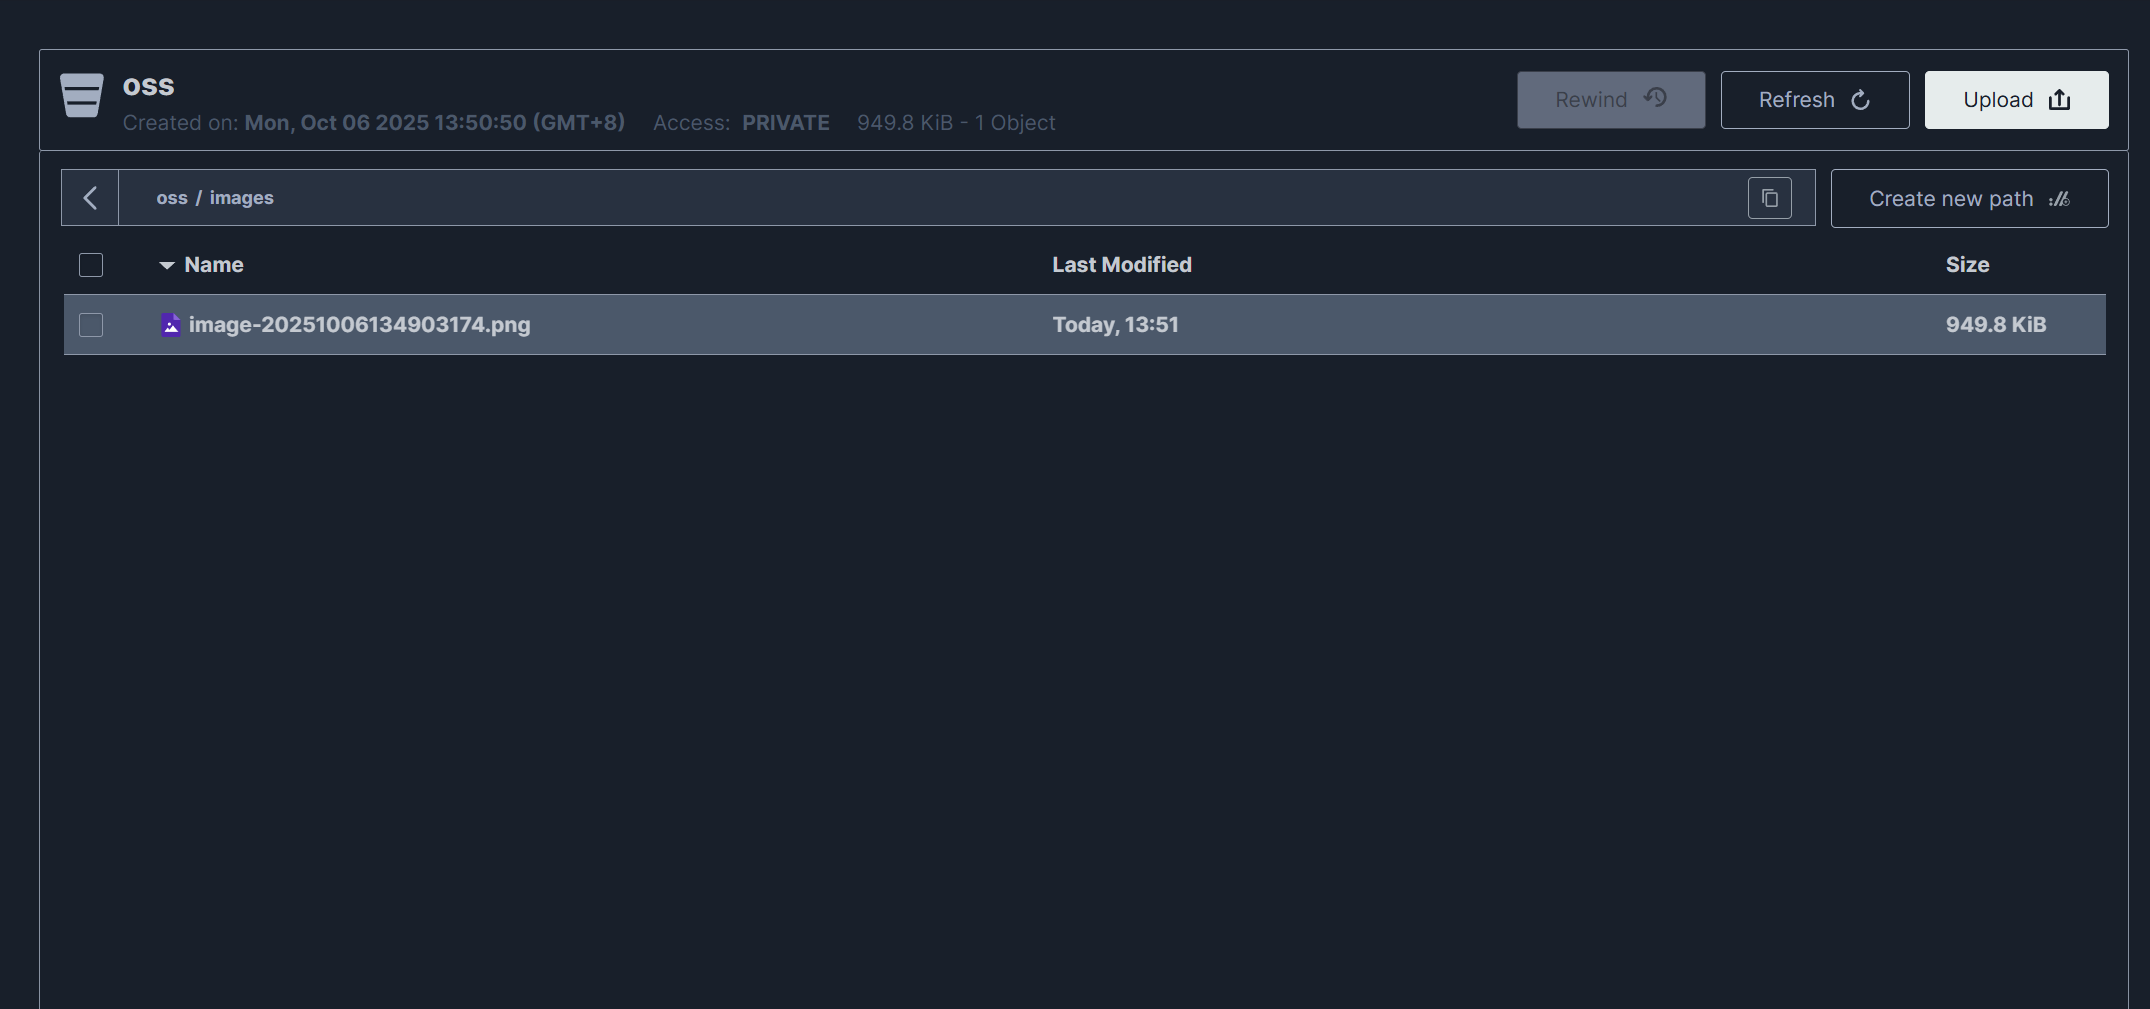 oss
Created on: Mon, Oct 06 2025 13:50:50 (GMT+8) Access: PRIVATE 949.8 KiB - 1 Object
Rewind Refresh Upload
oss / images
Create new path
Name Last Modified Size
image-20251006134903174.png Today, 13:51 949.8 KiB